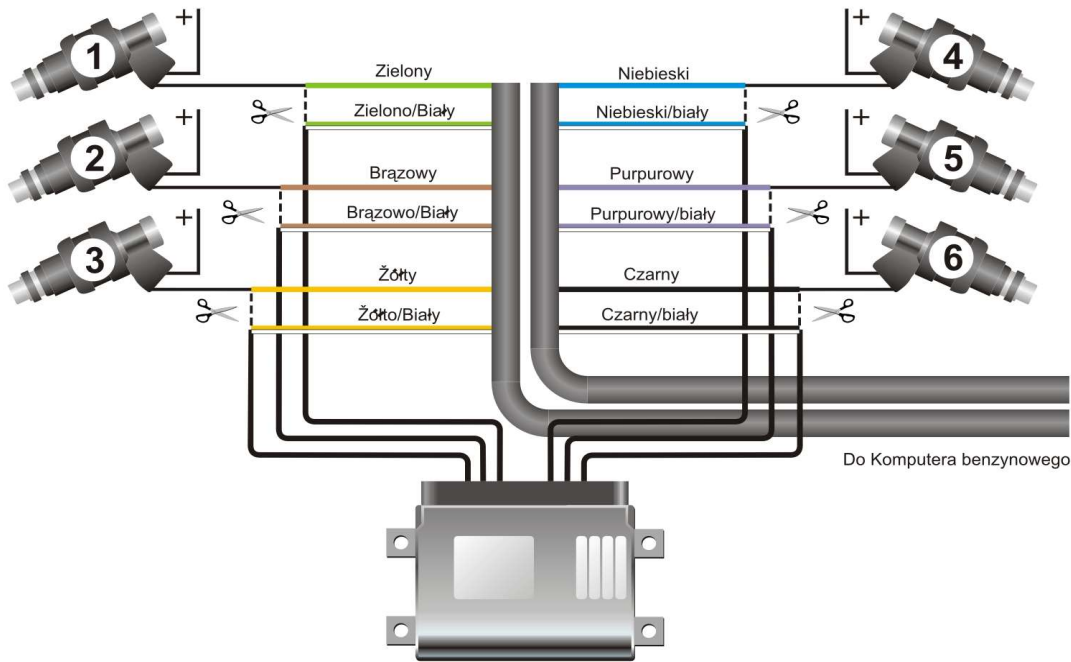 1
+
Zielony
Zielono/Biały
2
+
Brązowy
Brązowo/Biały
3
+
Żółty
Żółto/Biały
Niebieski
Niebieski/biały
+
4
Purpurowy
Purpurowy/biały
+
5
Czarny
Czarny/biały
+
6
Do Komputera benzynowego